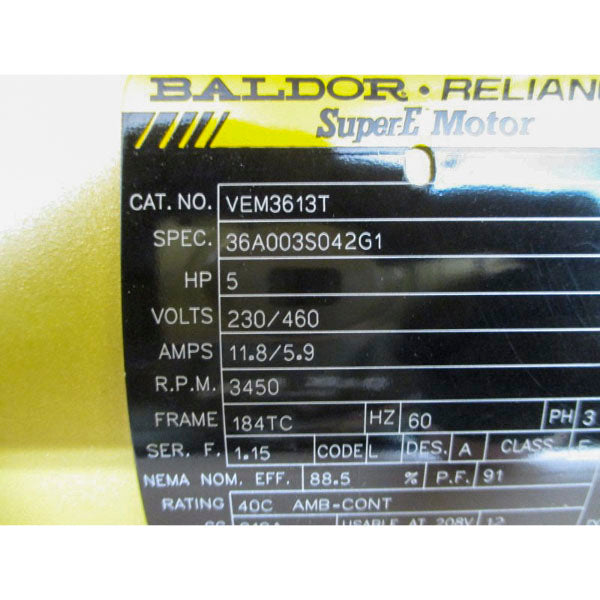 BALDOR • RELIAN
Super-E Motor
CAT. NO. VEM3613T
SPEC. 36A003S042G1
HP 5
VOLTS 230/460
AMPS 11.8/5.9
R.P.M. 3450
FRAME 184TC HZ 60 PH 3
SER. F. 1.15 CODE L DES. A CLASS
NEMA NOM. EFF. 88.5 % P.F. 91
RATING 40C AMB-CONT
USABLE AT 208V